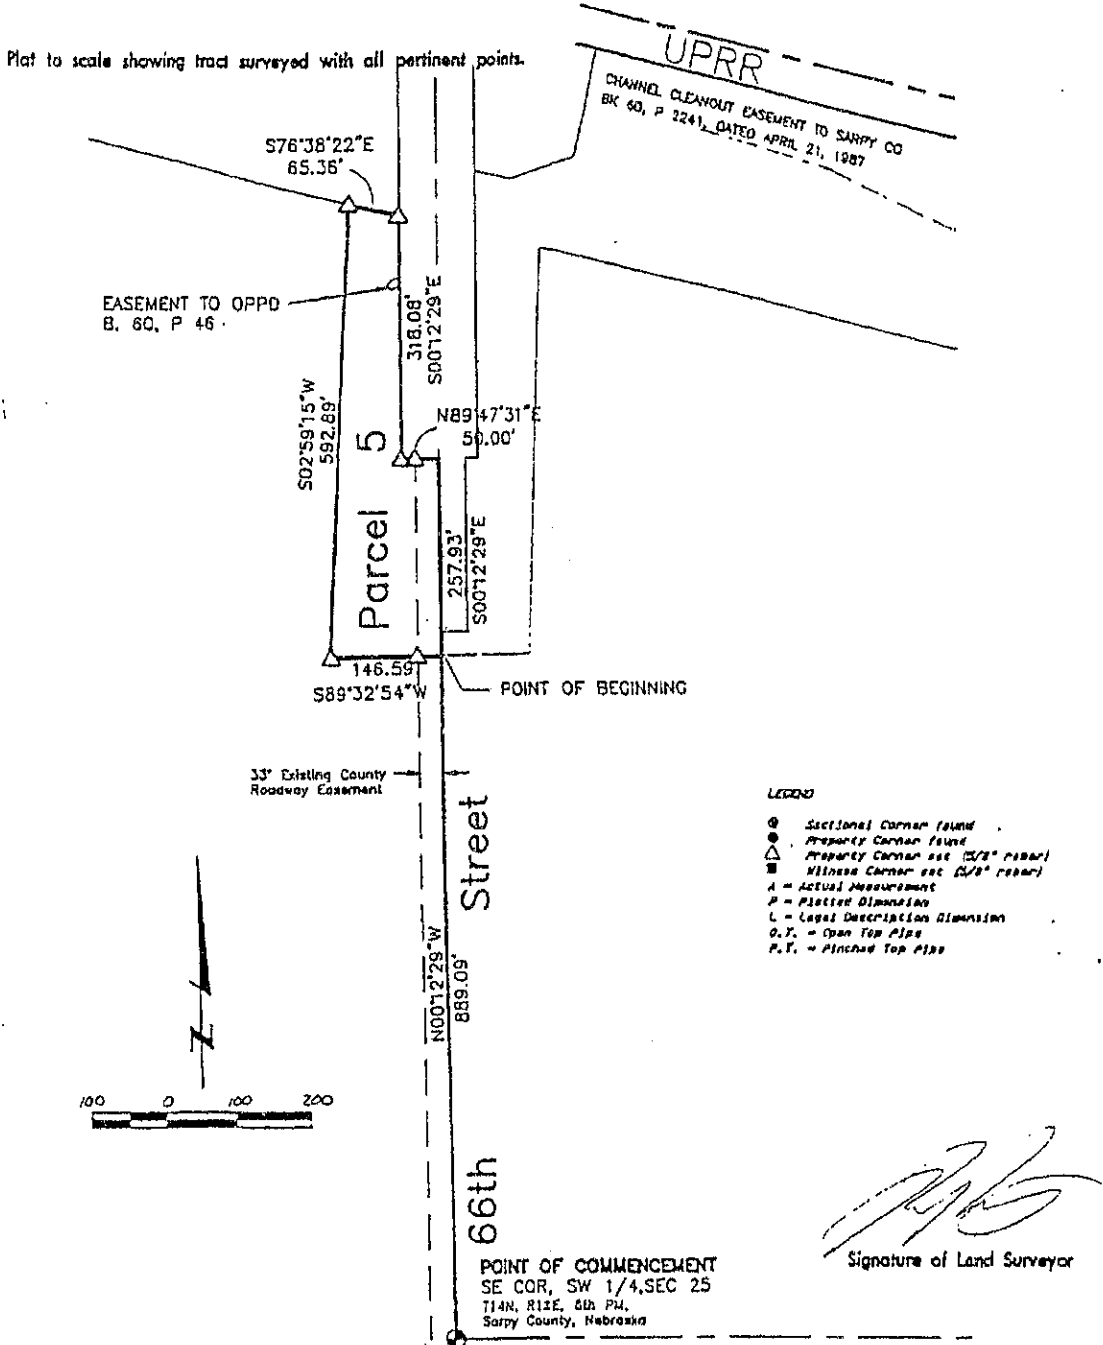 Plat to scale showing tract surveyed with all pertinent points.
UPRR
CHANNEL CLEANOUT EASEMENT TO SARPY CO
BK 60, P 2241, DATED APRIL 21, 1987
S76°38'22"E
65.36'
EASEMENT TO OPPD
B. 60, P 46
318.08'
S00°12'29"E
N89°47'31"E
50.00'
S02°59'15"W
592.89'
Parcel 5
257.93'
S00°12'29"E
146.59
S89°32'54"W
POINT OF BEGINNING
33' Existing County
Roadway Easement
LEGEND
Sectional Corner found
Property Corner found
Property Corner set (5/8" rebar)
Witness Corner set (5/8" rebar)
A = Actual Measurement
P = Platted Dimension
L = Legal Description Dimension
O.T. = Open Top Pipe
P.T. = Pinched Top Pipe
N00°12'29"W
889.09'
66th Street
Z
100 0 100 200
POINT OF COMMENCEMENT
SE COR, SW 1/4, SEC 25
T14N, R12E, 6th PM,
Sarpy County, Nebraska
Signature of Land Surveyor